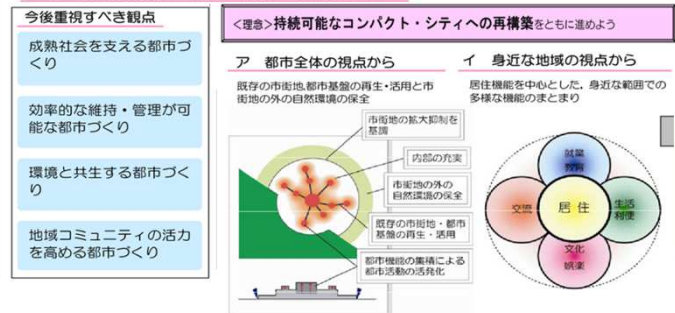 今後重視すべき観点
成熟社会を支える都市づ
くり
効率的な維持・管理が可
能な都市づくり
環境と共生する都市づく
り
地域コミュニティの活力
を高める都市づくり
<理念>持続可能なコンパクト・シティへの再構築をともに進めよう
ア 都市全体の視点から
既存の市街地,都市基盤の再生・活用と市
街地の外の自然環境の保全
市街地の拡大抑制を
基調
内部の充実
市街地の外の
自然環境の保全
既存の市街地・都市
基盤の再生・活用
都市機能の集積による
都市活動の活発化
イ 身近な地域の視点から
居住機能を中心とした,身近な範囲での
多様な機能のまとまり
就業
教育
交流
居住
生活
利便
文化
娯楽